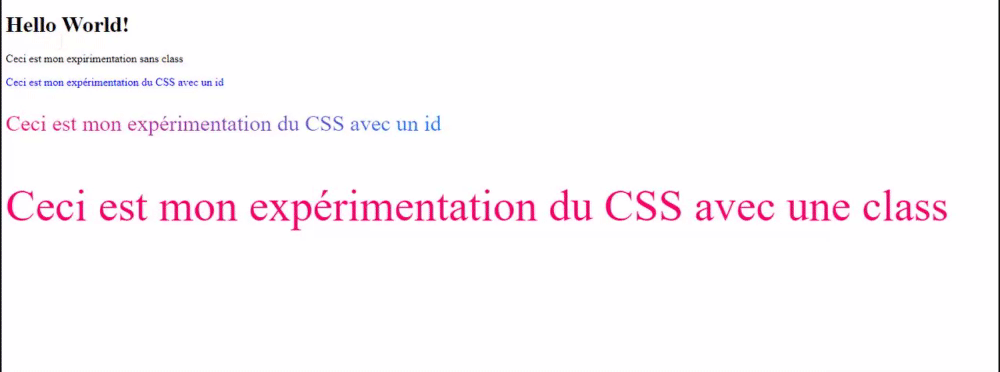 Hello World!
Ceci est mon expirimentation sans class
Ceci est mon expérimentation du CSS avec un id
Ceci est mon expérimentation du CSS avec un id
Ceci est mon expérimentation du CSS avec une class